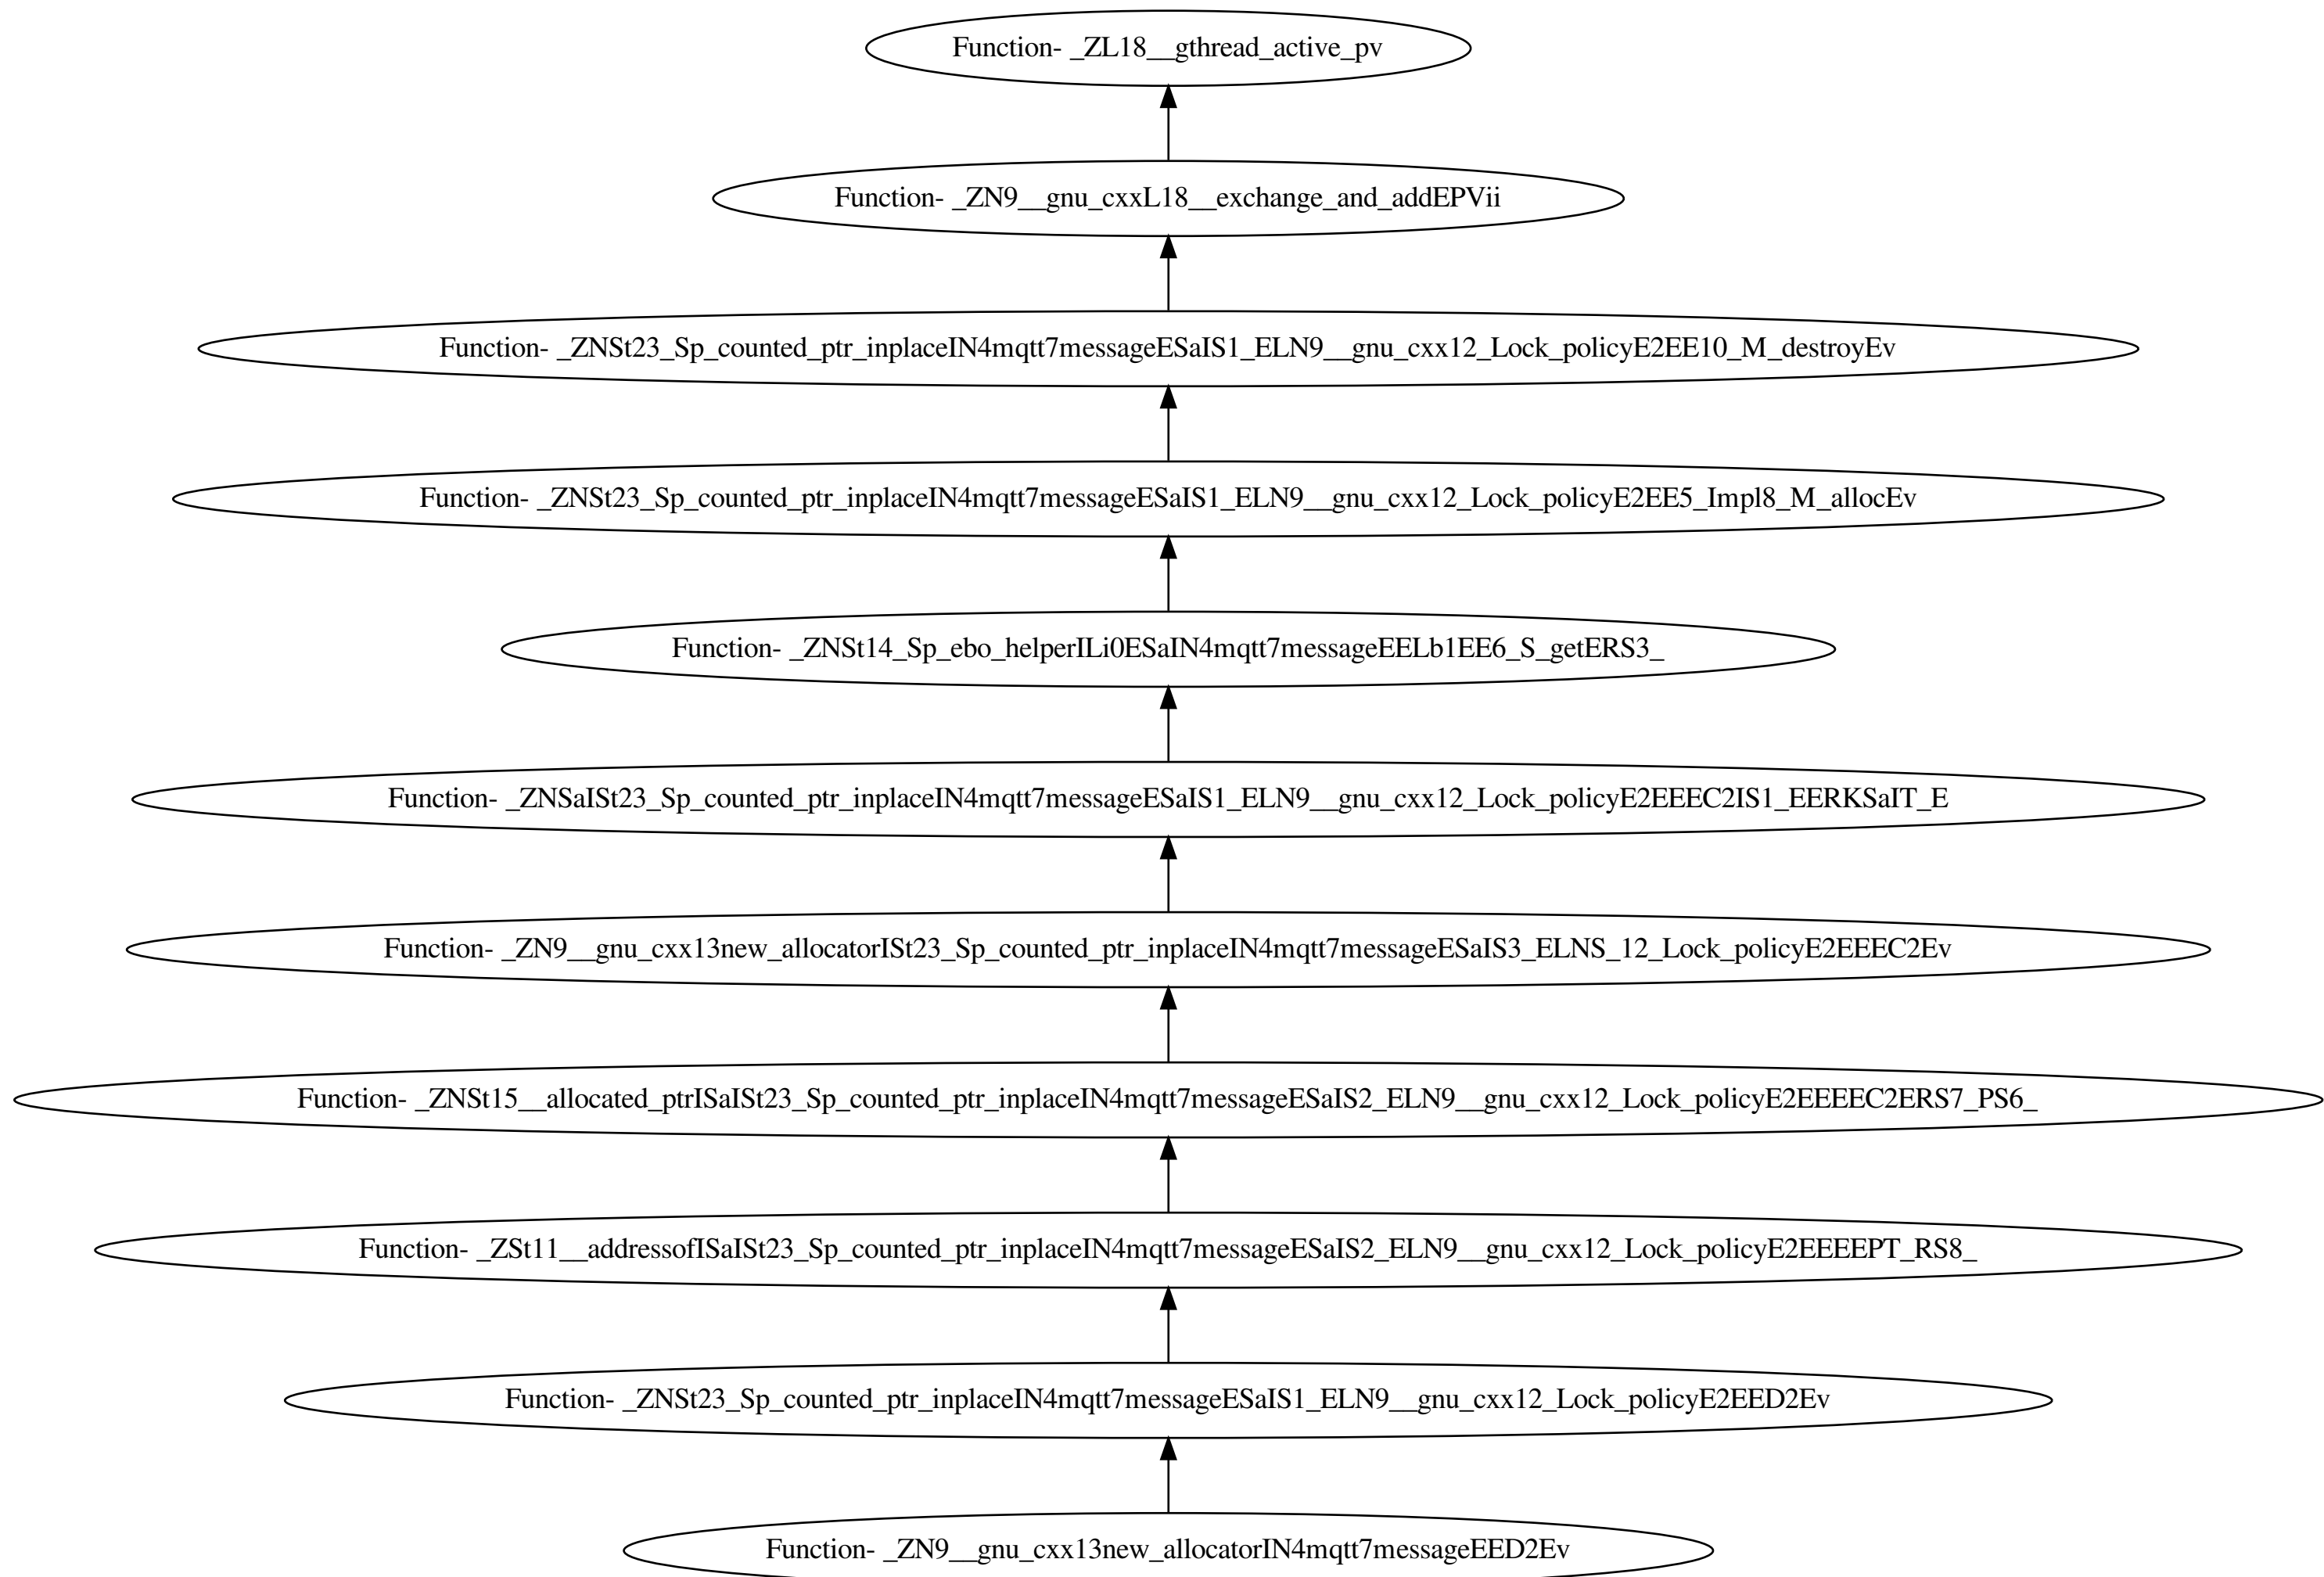 Function- _ZL18__gthread_active_pv
Function- _ZN9__gnu_cxxL18__exchange_and_addEPVii
Function- _ZNSt23_Sp_counted_ptr_inplaceIN4mqtt7messageESaIS1_ELN9__gnu_cxx12_Lock_policyE2EE10_M_destroyEv
Function- _ZNSt23_Sp_counted_ptr_inplaceIN4mqtt7messageESaIS1_ELN9__gnu_cxx12_Lock_policyE2EE5_Impl8_M_allocEv
Function- _ZNSt14_Sp_ebo_helperILi0ESaIN4mqtt7messageEELb1EE6_S_getERS3_
Function- _ZNSaISt23_Sp_counted_ptr_inplaceIN4mqtt7messageESaIS1_ELN9__gnu_cxx12_Lock_policyE2EEEC2IS1_EERKSaIT_E
Function- _ZN9__gnu_cxx13new_allocatorISt23_Sp_counted_ptr_inplaceIN4mqtt7messageESaIS3_ELNS_12_Lock_policyE2EEEC2Ev
Function- _ZNSt15__allocated_ptrISaISt23_Sp_counted_ptr_inplaceIN4mqtt7messageESaIS2_ELN9__gnu_cxx12_Lock_policyE2EEEEC2ERS7_PS6_
Function- _ZSt11__addressofISaISt23_Sp_counted_ptr_inplaceIN4mqtt7messageESaIS2_ELN9__gnu_cxx12_Lock_policyE2EEEEPT_RS8_
Function- _ZNSt23_Sp_counted_ptr_inplaceIN4mqtt7messageESaIS1_ELN9__gnu_cxx12_Lock_policyE2EED2Ev
Function- _ZN9__gnu_cxx13new_allocatorIN4mqtt7messageEED2Ev